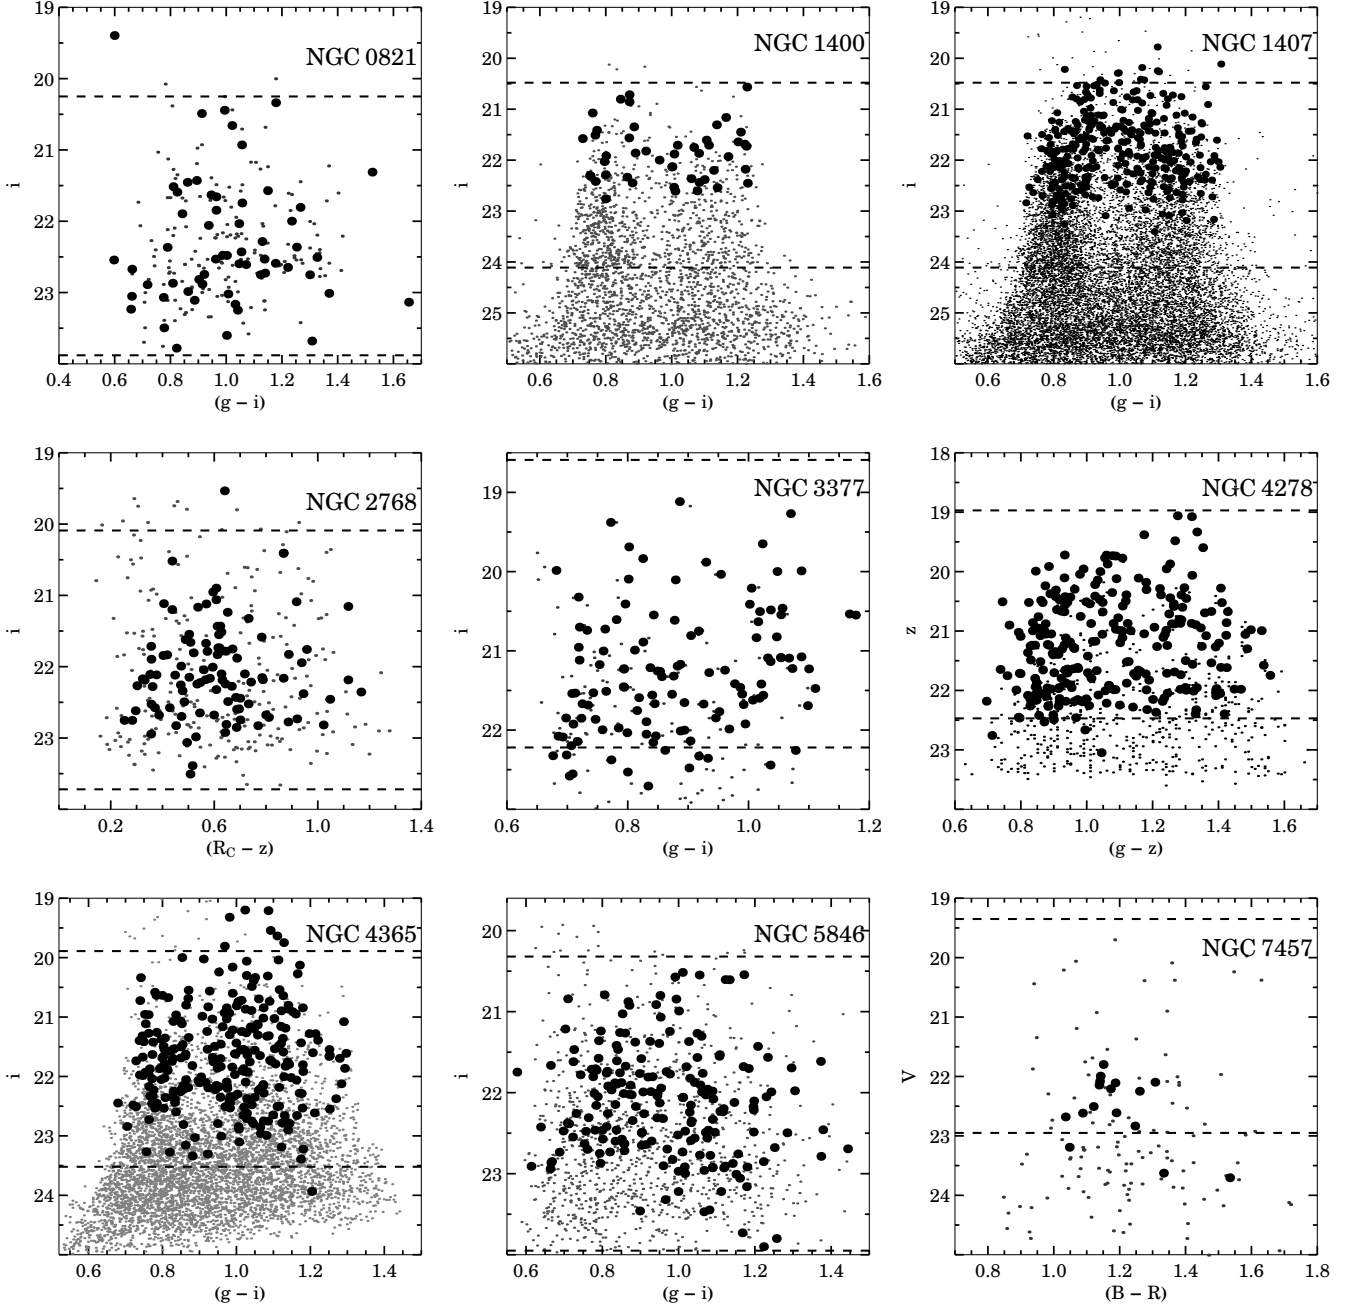 NGC 0821
19
20
21
22
23
i
0.4 0.6 0.8 1.0 1.2 1.4 1.6
(g − i)
NGC 1400
19
20
21
22
23
24
25
i
0.6 0.8 1.0 1.2 1.4 1.6
(g − i)
NGC 1407
19
20
21
22
23
24
25
i
0.6 0.8 1.0 1.2 1.4 1.6
(g − i)
NGC 2768
19
20
21
22
23
i
0.2 0.6 1.0 1.4
(R_C − z)
NGC 3377
19
20
21
22
i
0.6 0.8 1.0 1.2
(g − i)
NGC 4278
18
19
20
21
22
23
z
0.8 1.0 1.2 1.4 1.6
(g − z)
NGC 4365
19
20
21
22
23
24
i
0.6 0.8 1.0 1.2 1.4
(g − i)
NGC 5846
20
21
22
23
i
0.6 0.8 1.0 1.2 1.4
(g − i)
NGC 7457
19
20
21
22
23
24
V
0.8 1.0 1.2 1.4 1.6 1.8
(B − R)